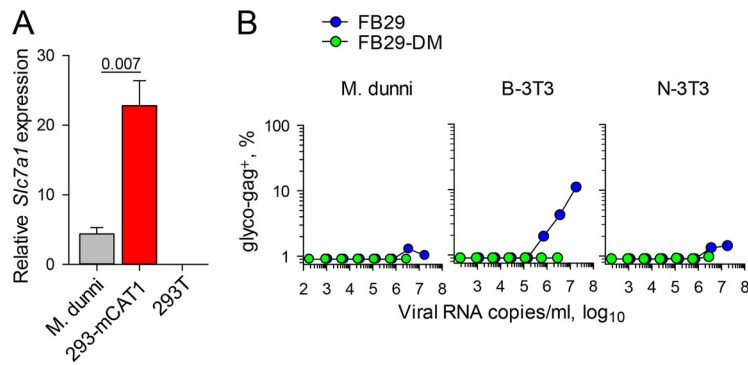 A
Relative Slc7a1 expression
30
20
10
0
0.007
M. dunni
293-mCAT1
293T
B
FB29
FB29-DM
M. dunni
B-3T3
N-3T3
glyco-gag⁺, %
100
10
1
2 3 4 5 6 7 8
3 4 5 6 7 8
3 4 5 6 7 8
Viral RNA copies/ml, log₁₀